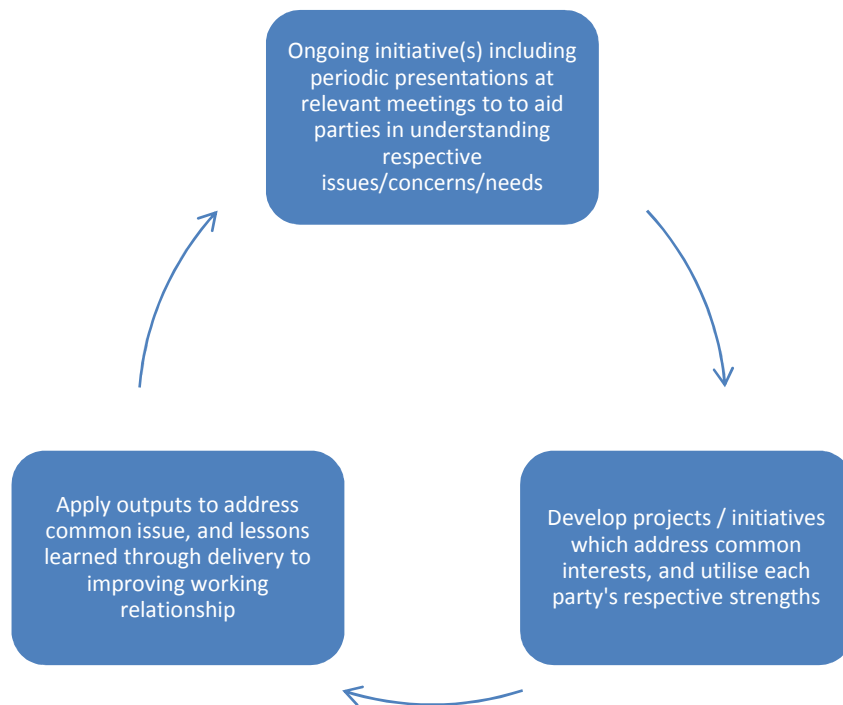 Ongoing initiative(s) including
periodic presentations at
relevant meetings to to aid
parties in understanding
respective
issues/concerns/needs
Apply outputs to address
common issue, and lessons
learned through delivery to
improving working
relationship
Develop projects / initiatives
which address common
interests, and utilise each
party's respective strengths